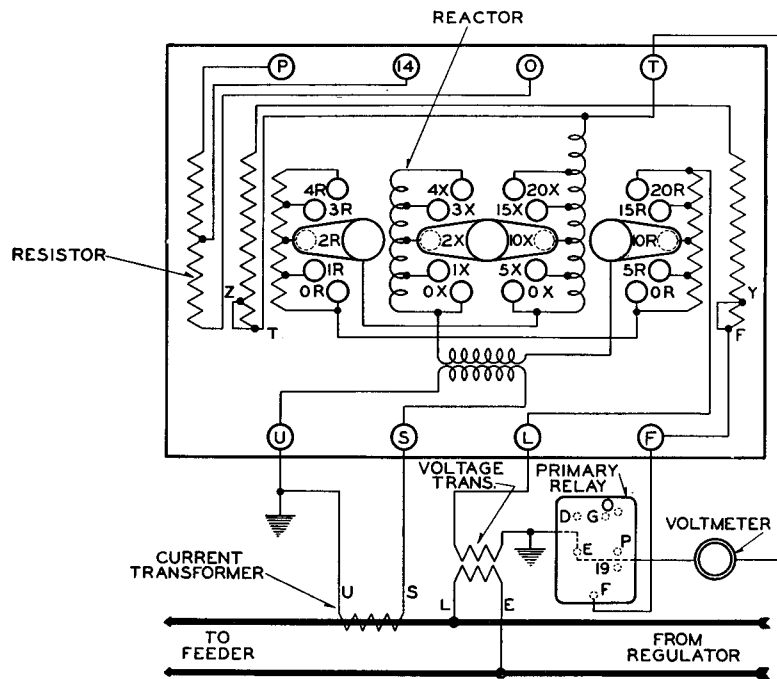 REACTOR
P 14 O T
4R 4X 20X 20R
3R 3X 15X 15R
2R 2X 10X 10R
RESISTOR
1R 1X 5X 5R
Z Y
0R 0X 0X 0R
T F
U S L F
VOLTAGE TRANS.
PRIMARY RELAY
O
D G
VOLTMETER
P
E
CURRENT TRANSFORMER
19
U S F
L E
TO FEEDER
FROM REGULATOR